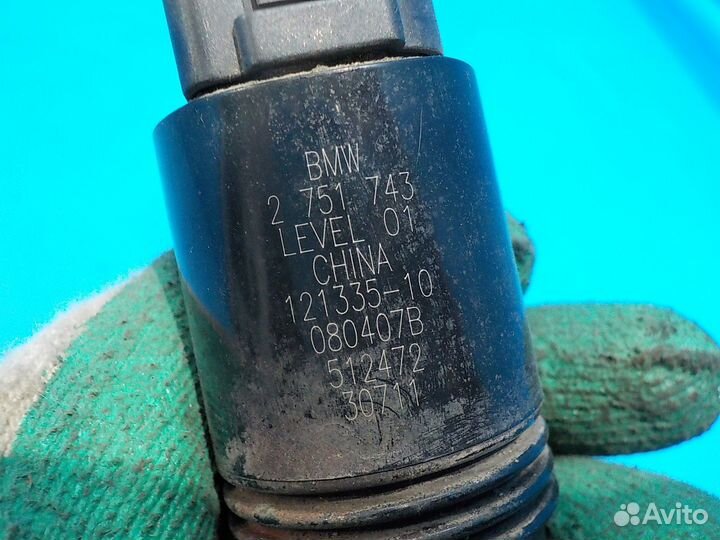 BMW
2 751 743
LEVEL 01
CHINA
121335-10
080407B
512472
30711
Avito